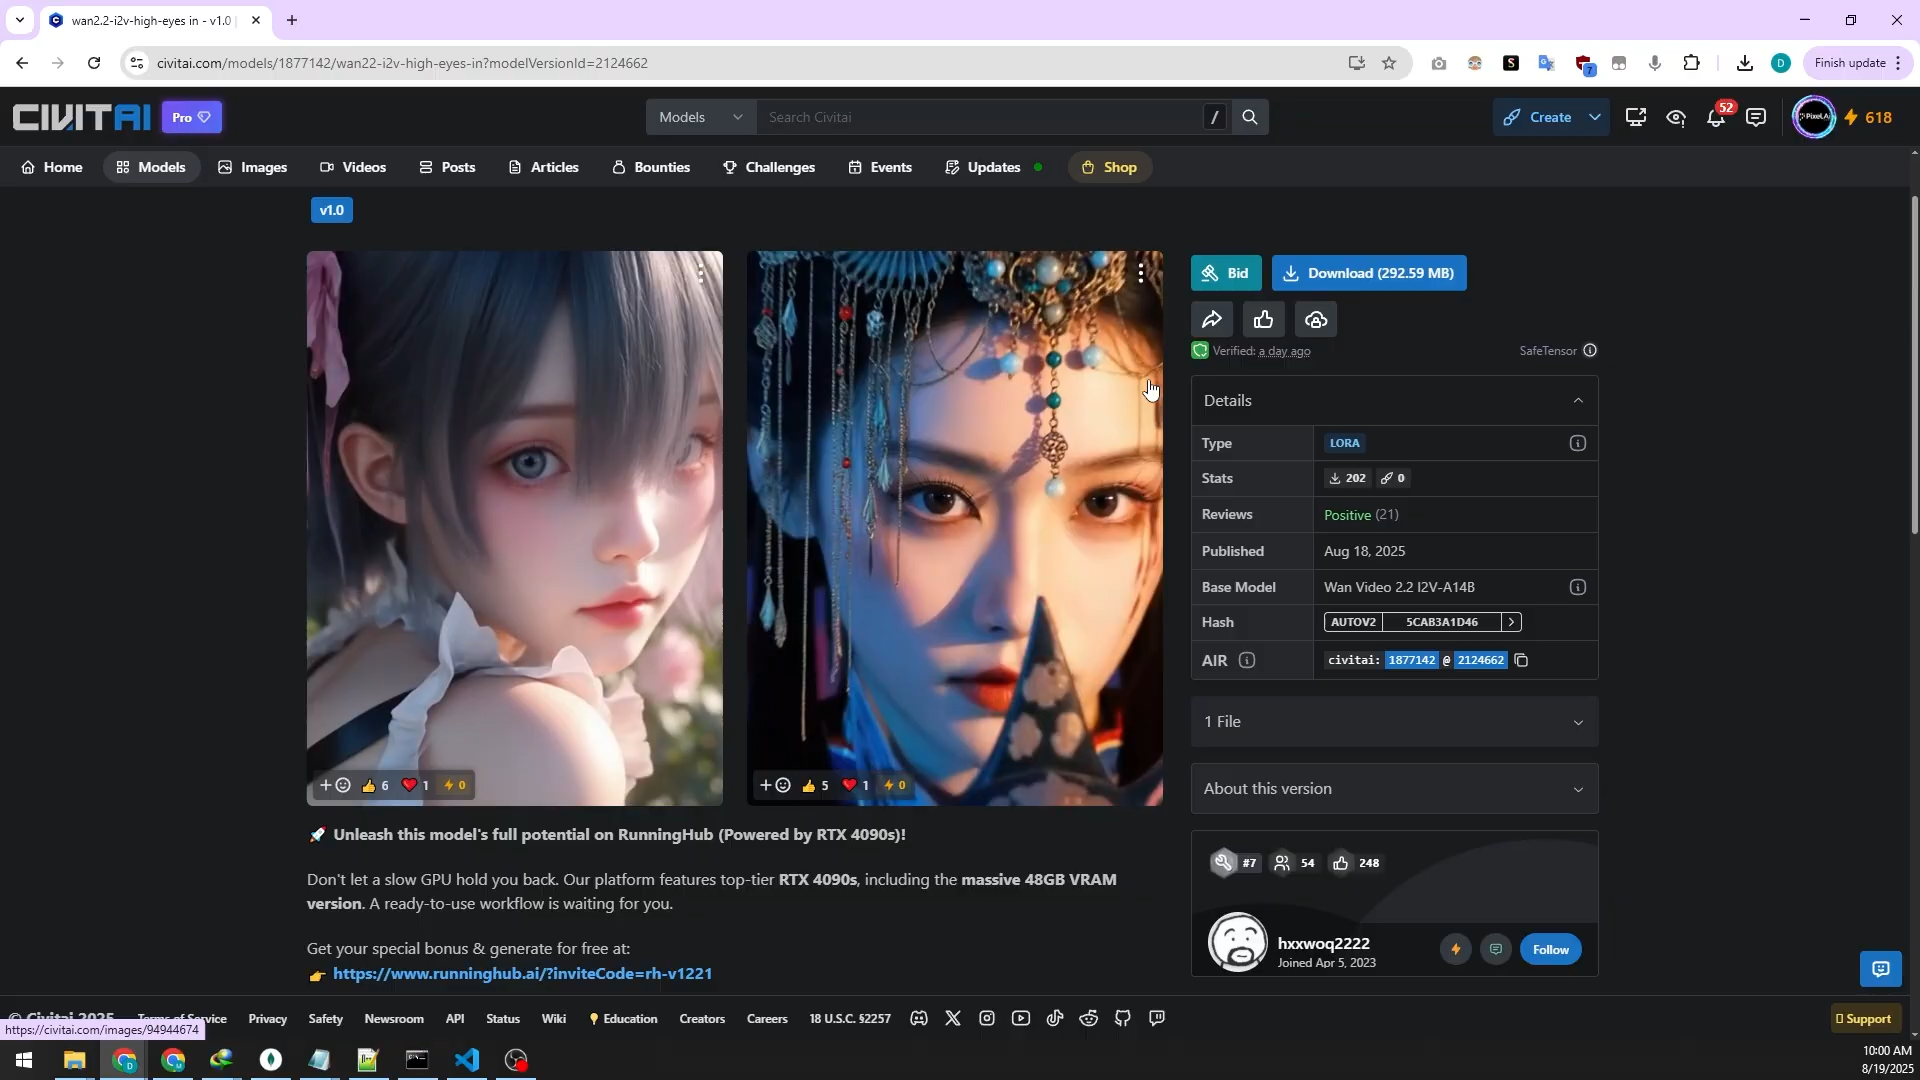 wan2.2-i2v-high-eyes in - v1.0
civitai.com/models/1877142/wan22-i2v-high-eyes-in?modelVersionId=2124662
S
7
D
Finish update
CIVITAI
Pro
Models
Search Civitai
/
Create
52
PixelAI
618
Home
Models
Images
Videos
Posts
Articles
Bounties
Challenges
Events
Updates
Shop
v1.0
Bid
Download (292.59 MB)
Verified: a day ago
SafeTensor
Details
Type
LORA
Stats
202
0
Reviews
Positive (21)
Published
Aug 18, 2025
Base Model
Wan Video 2.2 I2V-A14B
Hash
AUTOV2
5CAB3A1D46
AIR
civitai: 1877142 @ 2124662
1 File
About this version
6
1
0
5
1
0
🚀 Unleash this model's full potential on RunningHub (Powered by RTX 4090s)!
Don't let a slow GPU hold you back. Our platform features top-tier RTX 4090s, including the massive 48GB VRAM
version. A ready-to-use workflow is waiting for you.
Get your special bonus & generate for free at:
👉 https://www.runninghub.ai/?inviteCode=rh-v1221
#7
54
248
hxxwoq2222
Joined Apr 5, 2023
Follow
© Civitai 2025
Terms of Service
Privacy
Safety
Newsroom
API
Status
Wiki
Education
Creators
Careers
18 U.S.C. §2257
Support
https://civitai.com/images/94944674
10:00 AM
8/19/2025